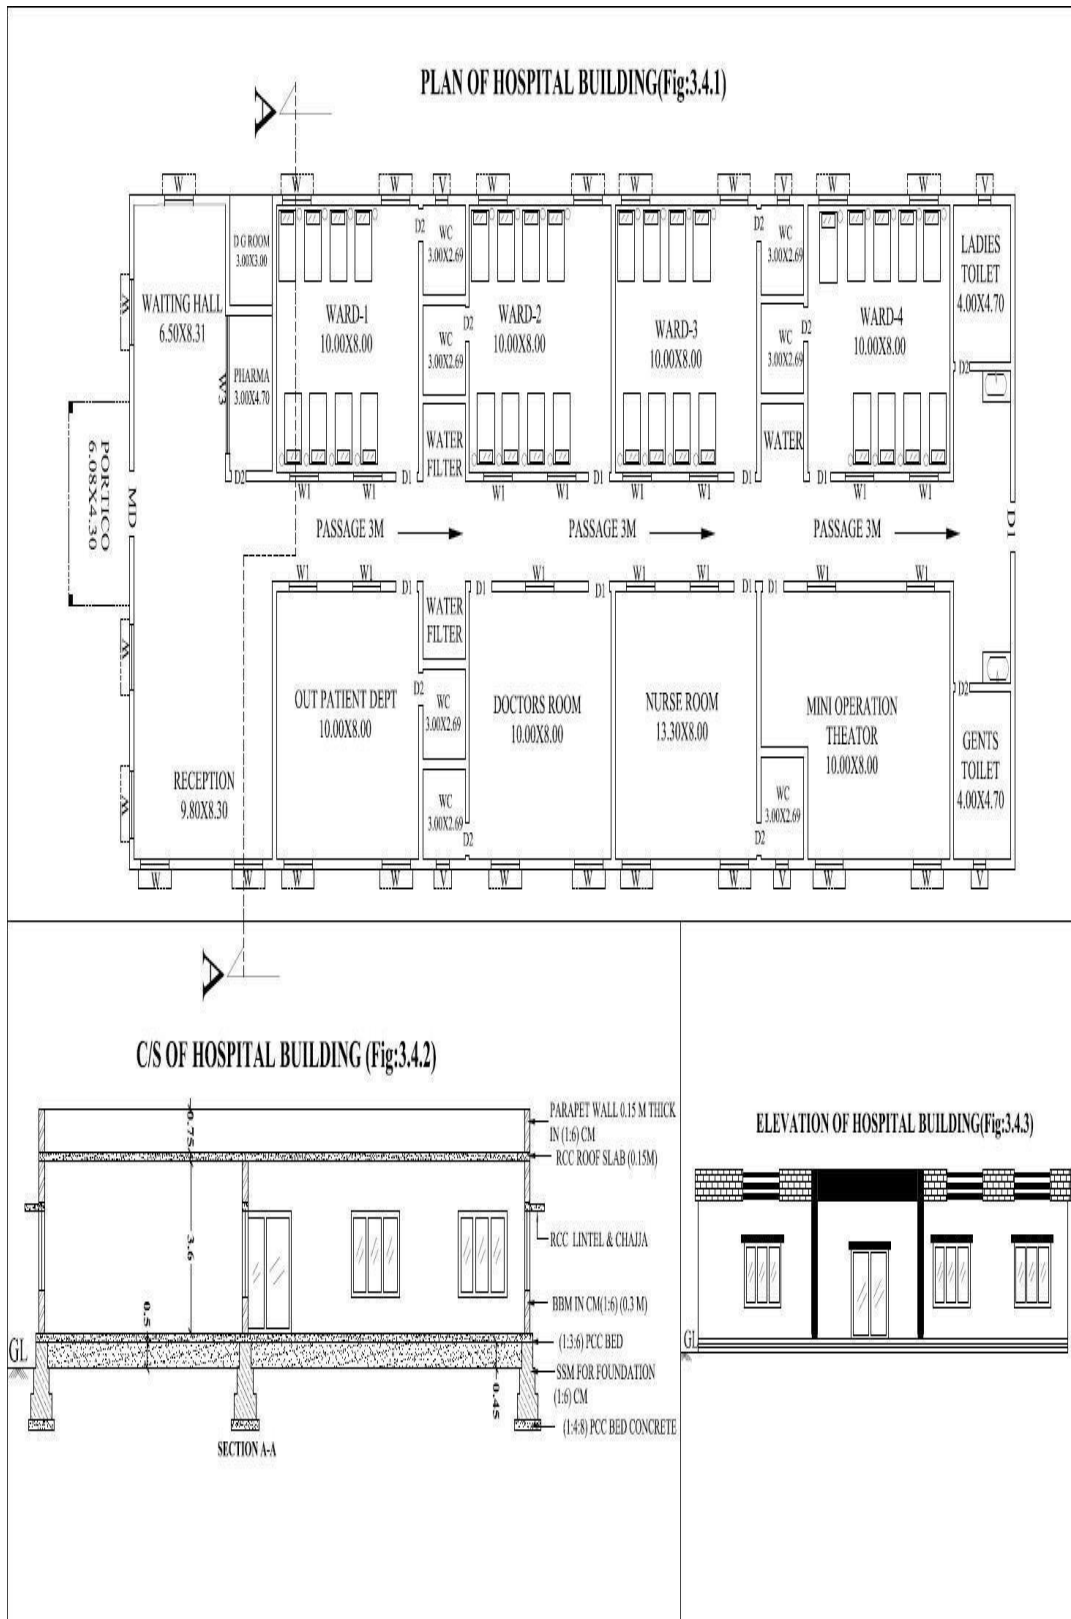 PLAN OF HOSPITAL BUILDING(Fig:3.4.1)
A
W W W V W W W W V W W V
D G ROOM
3.00X3.00
D2
WC
3.00X2.69
D2
WC
3.00X2.69
LADIES
TOILET
4.00X4.70
W
WAITING HALL
6.50X8.31
WARD-1
10.00X8.00
WARD-2
10.00X8.00
WARD-3
10.00X8.00
WARD-4
10.00X8.00
D2
WC
3.00X2.69
D2
WC
3.00X2.69
D2
W3
PHARMA
3.00X4.70
WATER
FILTER
WATER
D2
W1 W1 D1 W1 W1 D1 W1 W1 D1 D1 W1 W1
PORTICO
6.08X4.30
MD
PASSAGE 3M
PASSAGE 3M
PASSAGE 3M
D1
W1 W1 D1 D1 W1 D1 W1 W1 D1 D1 W1 W1
WATER
FILTER
W
OUT PATIENT DEPT
10.00X8.00
D2
WC
3.00X2.69
DOCTORS ROOM
10.00X8.00
NURSE ROOM
13.30X8.00
MINI OPERATION
THEATOR
10.00X8.00
D2
GENTS
TOILET
4.00X4.70
RECEPTION
9.80X8.30
W
WC
3.00X2.69
D2
WC
3.00X2.69
D2
W W W W V W W W W V W W V
A
C/S OF HOSPITAL BUILDING (Fig:3.4.2)
0.75
PARAPET WALL 0.15 M THICK
IN (1:6) CM
RCC ROOF SLAB (0.15M)
3.6
RCC LINTEL & CHAJJA
BBM IN CM(1:6) (0.3 M)
0.5
GL
(1:3:6) PCC BED
SSM FOR FOUNDATION
(1:6) CM
0.45
(1:4:8) PCC BED CONCRETE
SECTION A-A
ELEVATION OF HOSPITAL BUILDING(Fig:3.4.3)
GL